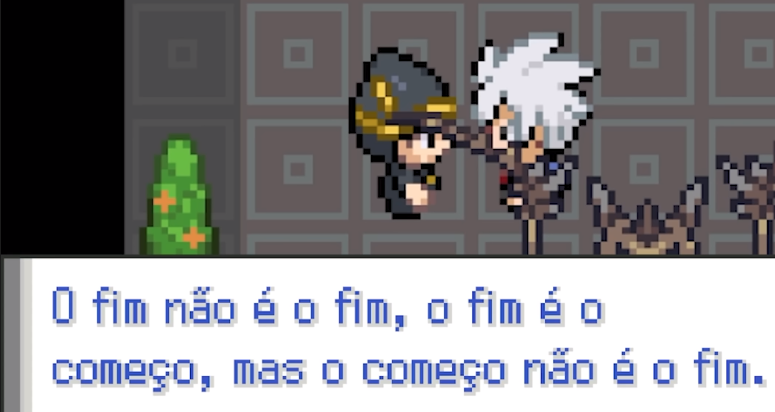 O fim não é o fim, o fim é o
começo, mas o começo não é o fim.